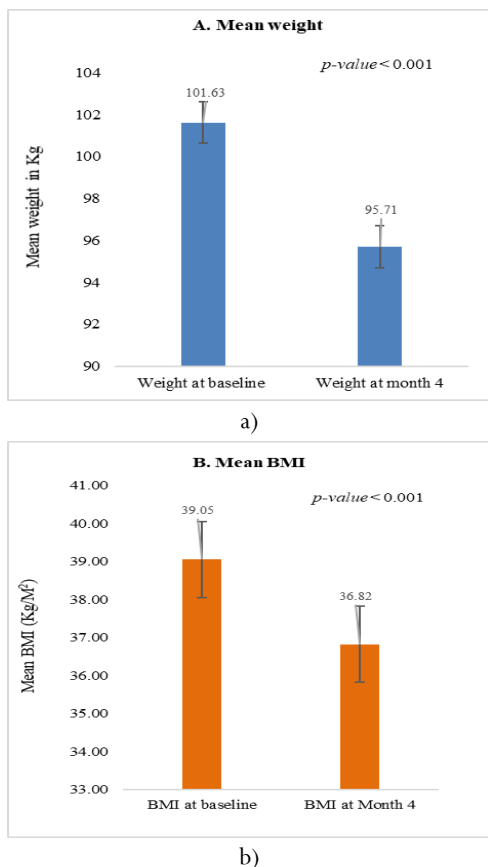 A. Mean weight
p-value < 0.001
104
102
100
98
96
94
92
90
Mean weight in Kg
101.63
95.71
Weight at baseline
Weight at month 4
a)
B. Mean BMI
p-value < 0.001
41.00
40.00
39.00
38.00
37.00
36.00
35.00
34.00
33.00
Mean BMI (Kg/M²)
39.05
36.82
BMI at baseline
BMI at Month 4
b)